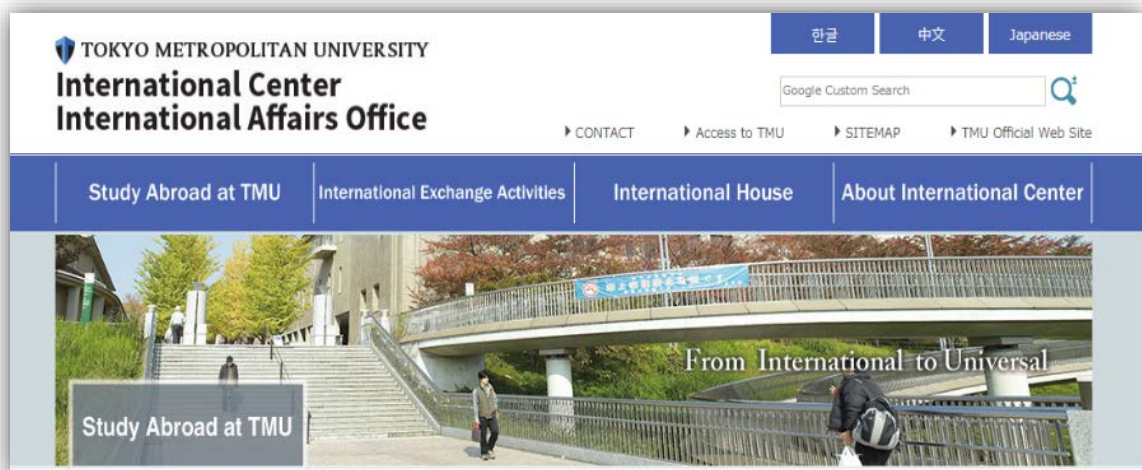 한글 中文 Japanese
TOKYO METROPOLITAN UNIVERSITY
International Center
International Affairs Office
Google Custom Search
CONTACT Access to TMU SITEMAP TMU Official Web Site
Study Abroad at TMU International Exchange Activities International House About International Center
From International to Universal
Study Abroad at TMU